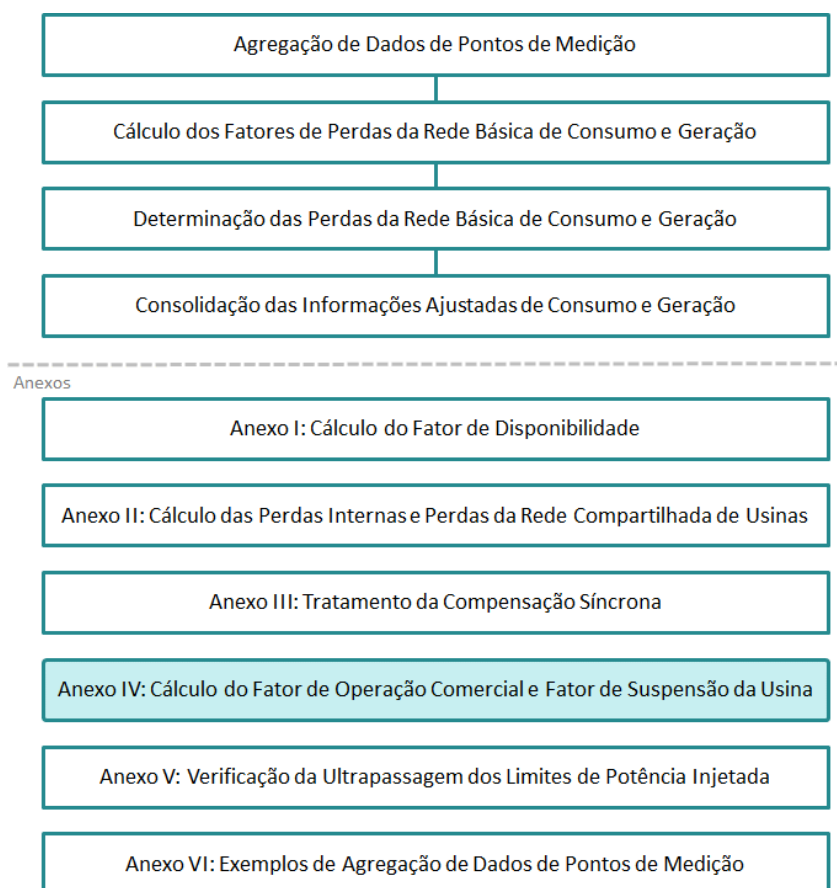 Agregação de Dados de Pontos de Medição
Cálculo dos Fatores de Perdas da Rede Básica de Consumo e Geração
Determinação das Perdas da Rede Básica de Consumo e Geração
Consolidação das Informações Ajustadas de Consumo e Geração
Anexos
Anexo I: Cálculo do Fator de Disponibilidade
Anexo II: Cálculo das Perdas Internas e Perdas da Rede Compartilhada de Usinas
Anexo III: Tratamento da Compensação Síncrona
Anexo IV: Cálculo do Fator de Operação Comercial e Fator de Suspensão da Usina
Anexo V: Verificação da Ultrapassagem dos Limites de Potência Injetada
Anexo VI: Exemplos de Agregação de Dados de Pontos de Medição